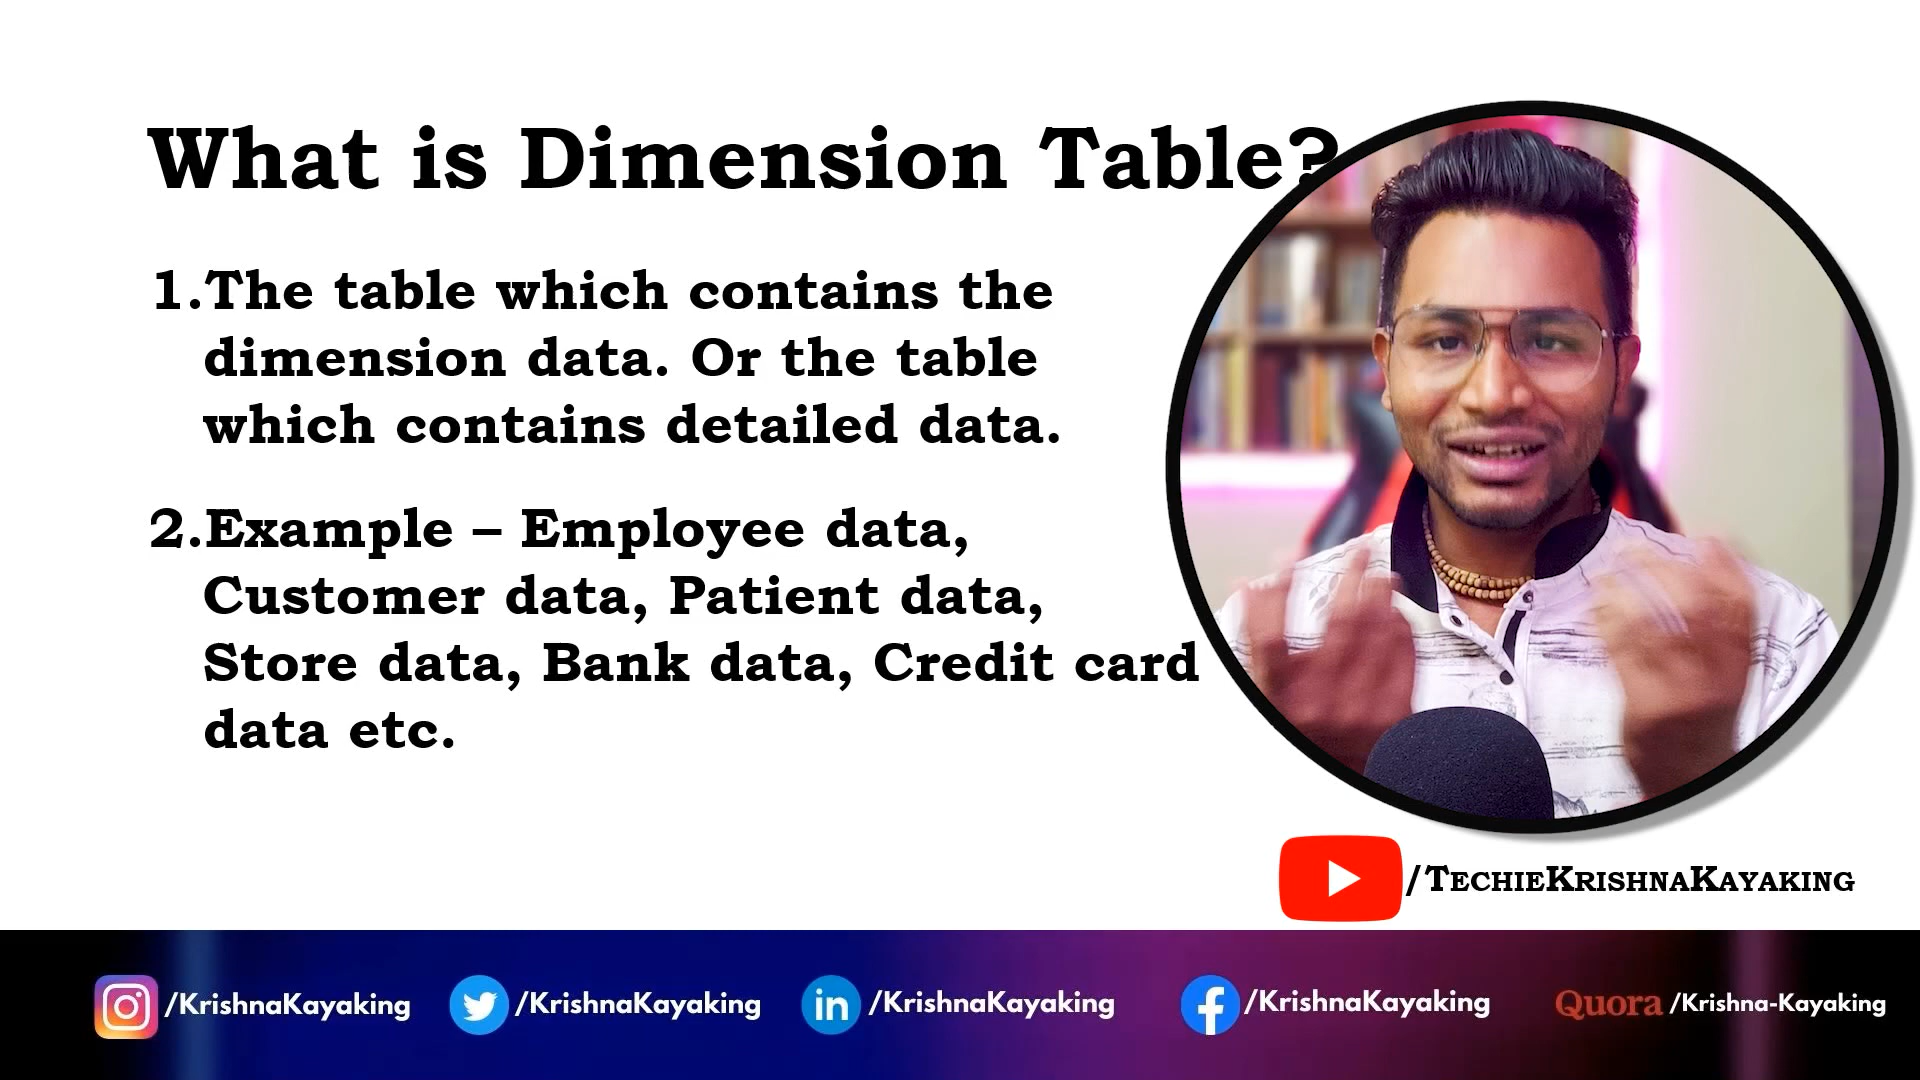 What is Dimension Table?
1.The table which contains the
dimension data. Or the table
which contains detailed data.
2.Example – Employee data,
Customer data, Patient data,
Store data, Bank data, Credit card
data etc.
/TechieKrishnaKayaking
/KrishnaKayaking
/KrishnaKayaking
in /KrishnaKayaking
f /KrishnaKayaking
Quora /Krishna-Kayaking